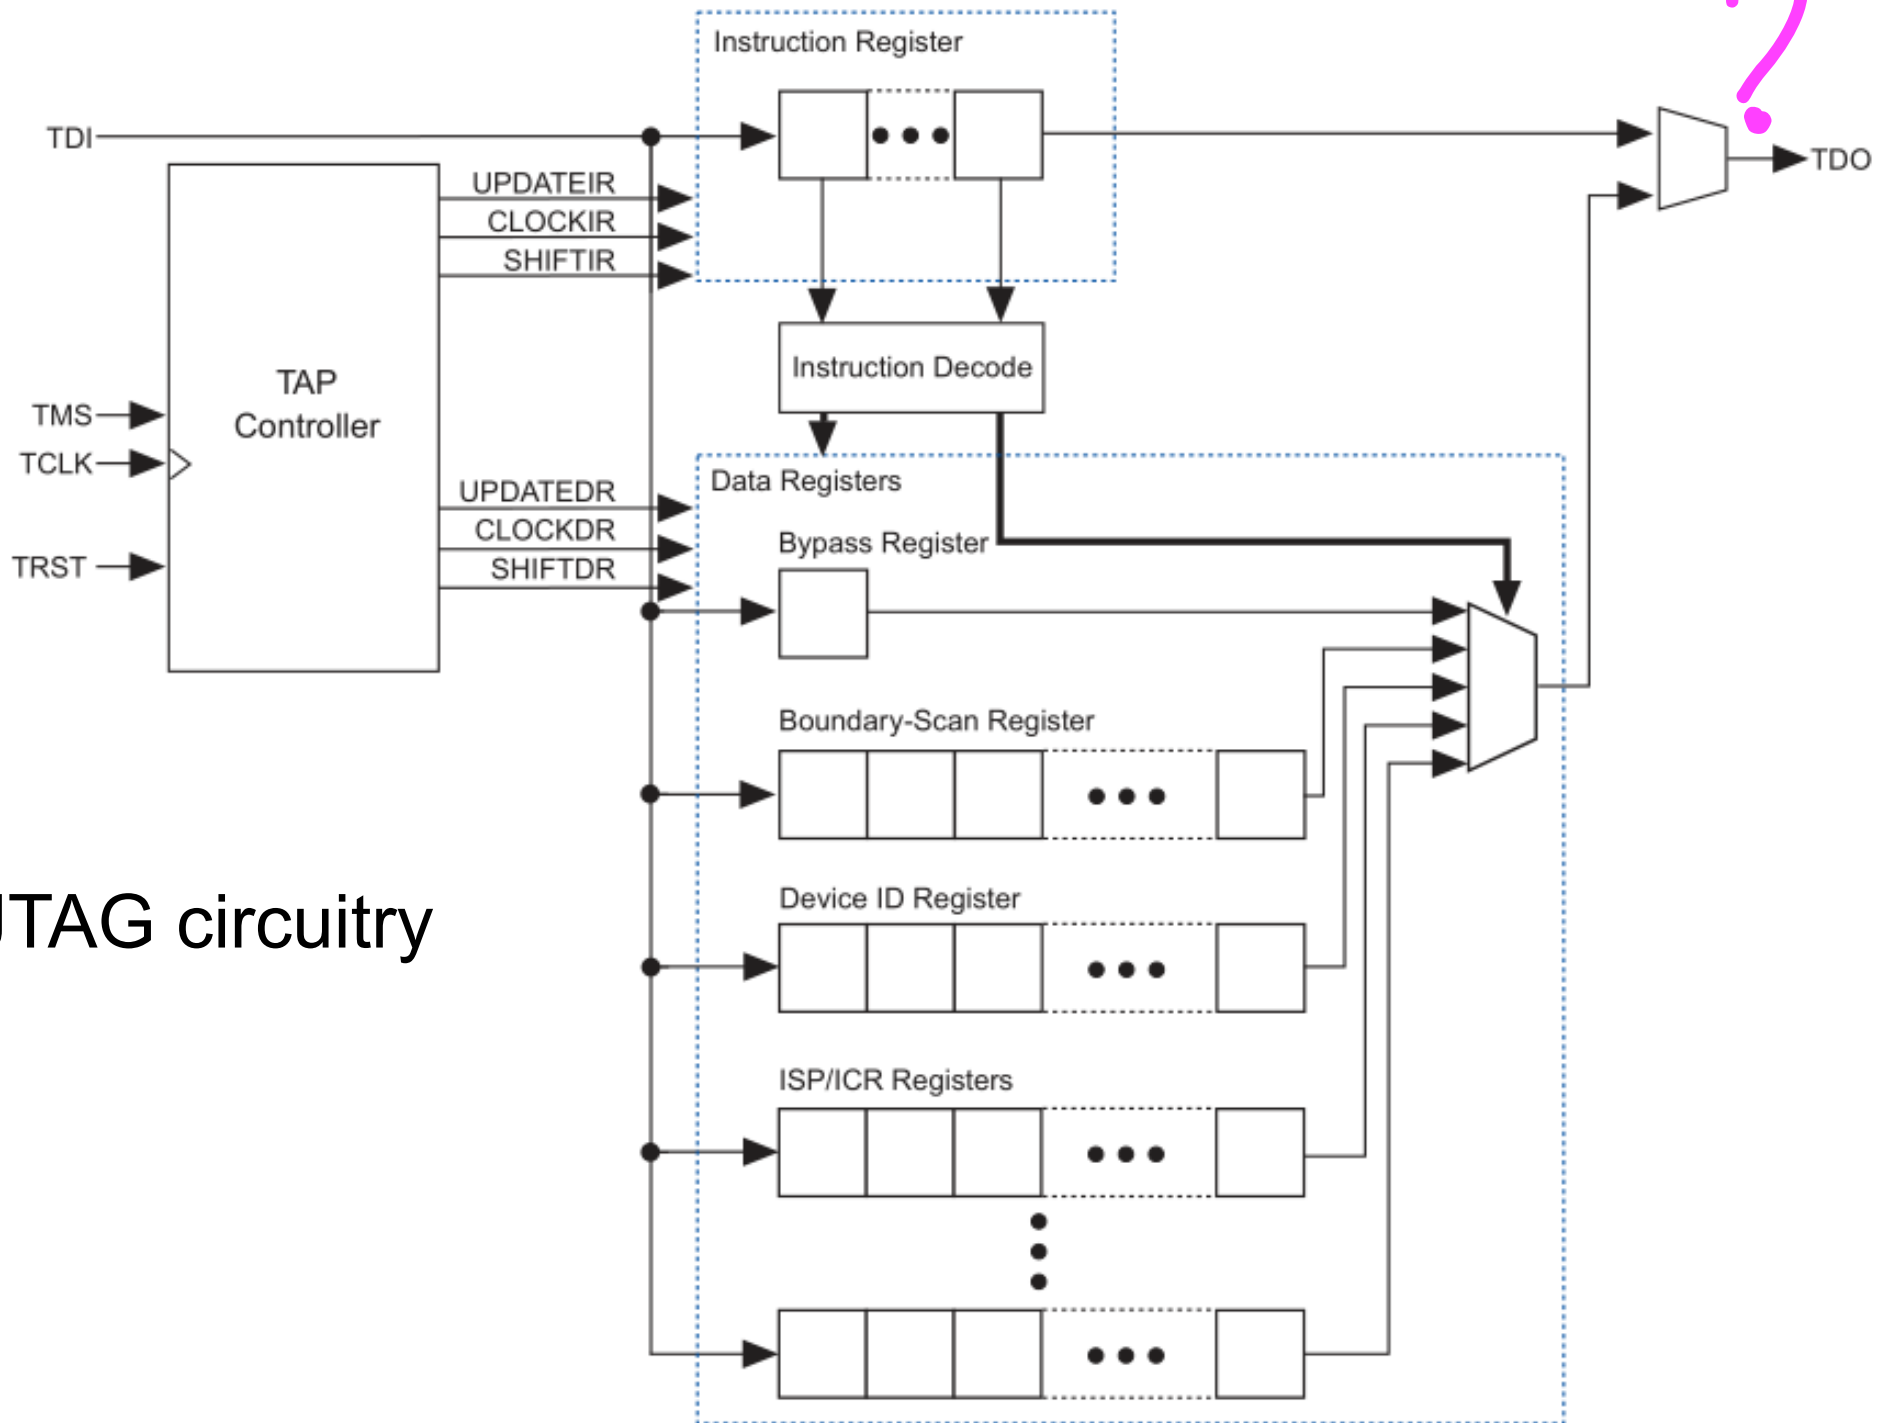 Instruction Register
TDI
TDO
UPDATEIR
CLOCKIR
SHIFTIR
TAP
Controller
Instruction Decode
TMS
TCLK
TRST
UPDATEDR
CLOCKDR
SHIFTDR
Data Registers
Bypass Register
Boundary-Scan Register
JTAG circuitry
Device ID Register
ISP/ICR Registers
?